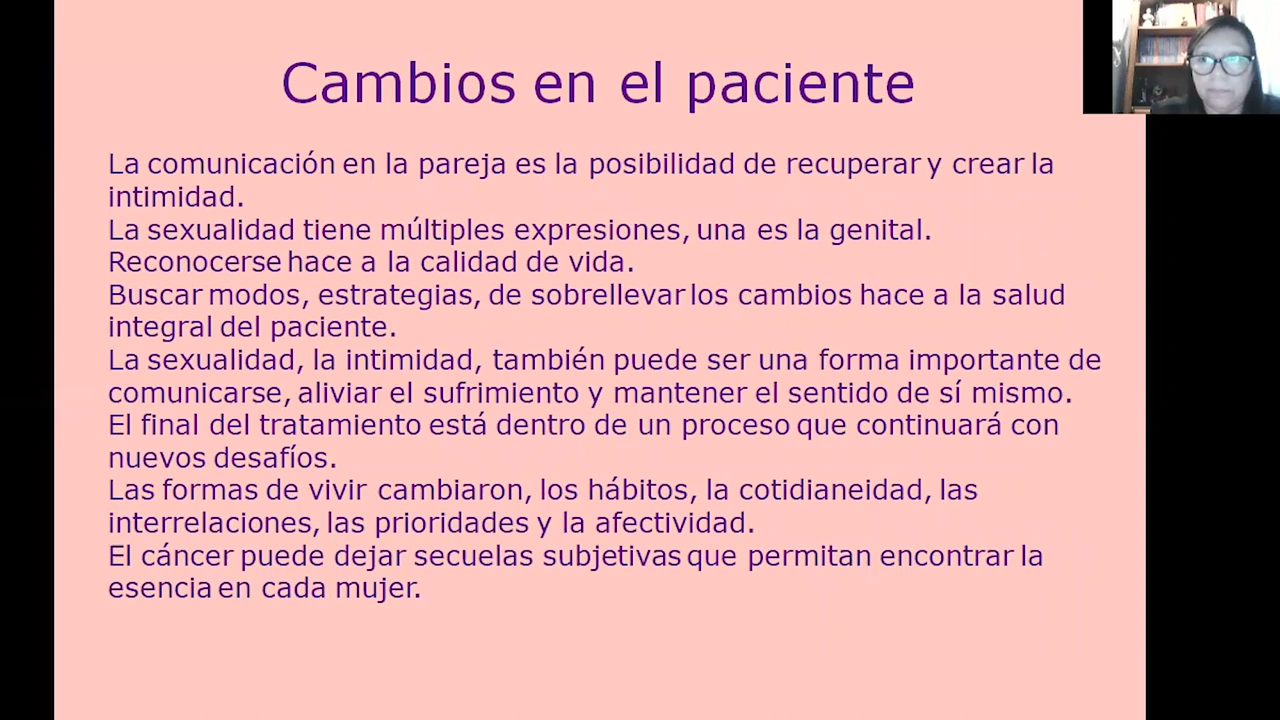 Cambios en el paciente
La comunicación en la pareja es la posibilidad de recuperar y crear la
intimidad.
La sexualidad tiene múltiples expresiones, una es la genital.
Reconocerse hace a la calidad de vida.
Buscar modos, estrategias, de sobrellevar los cambios hace a la salud
integral del paciente.
La sexualidad, la intimidad, también puede ser una forma importante de
comunicarse, aliviar el sufrimiento y mantener el sentido de sí mismo.
El final del tratamiento está dentro de un proceso que continuará con
nuevos desafíos.
Las formas de vivir cambiaron, los hábitos, la cotidianeidad, las
interrelaciones, las prioridades y la afectividad.
El cáncer puede dejar secuelas subjetivas que permitan encontrar la
esencia en cada mujer.